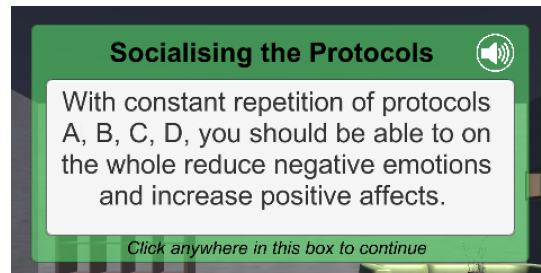 Socialising the Protocols
With constant repetition of protocols
A, B, C, D, you should be able to on
the whole reduce negative emotions
and increase positive affects.
Click anywhere in this box to continue